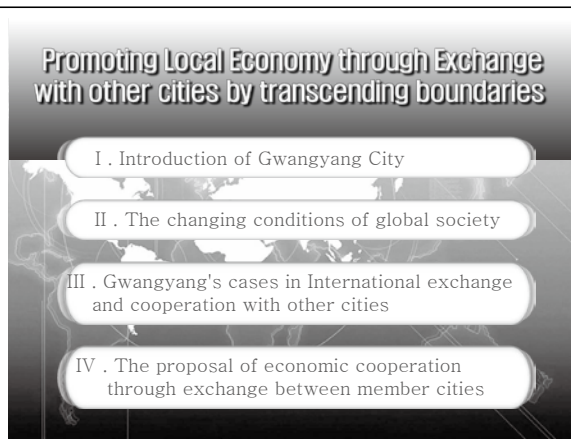 Promoting Local Economy through Exchange
with other cities by transcending boundaries
Ⅰ. Introduction of Gwangyang City
Ⅱ. The changing conditions of global society
Ⅲ. Gwangyang's cases in International exchange
and cooperation with other cities
Ⅳ. The proposal of economic cooperation
through exchange between member cities